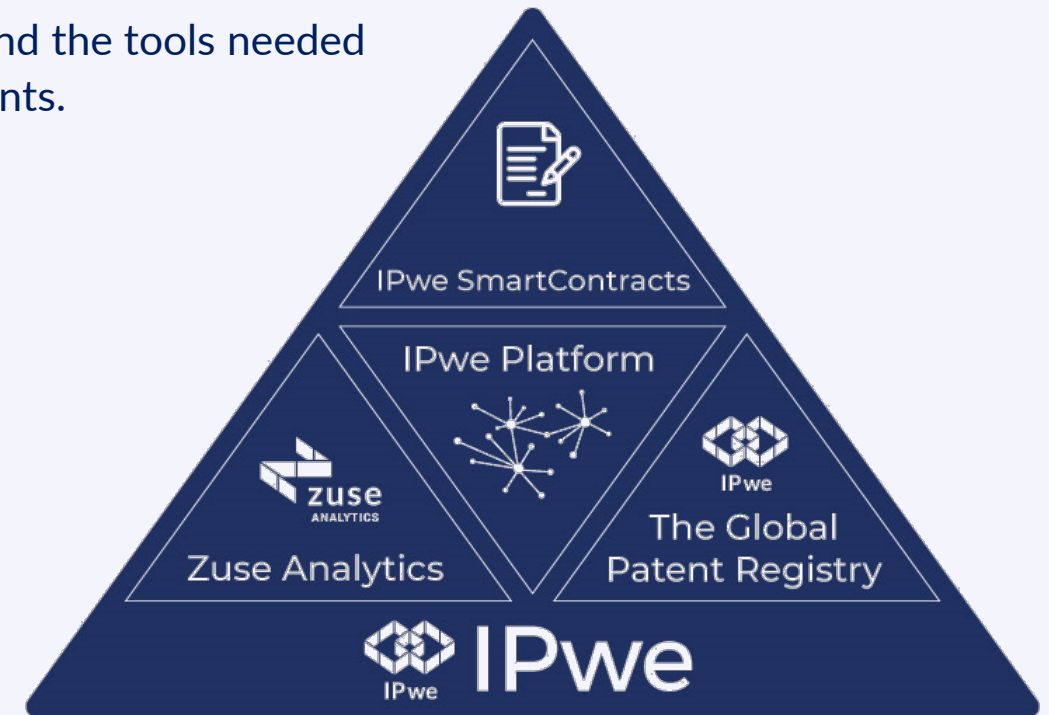 nd the tools needed
nts.
IPwe SmartContracts
IPwe Platform
zuse
ANALYTICS
Zuse Analytics
IPwe
The Global
Patent Registry
IPwe
IPwe